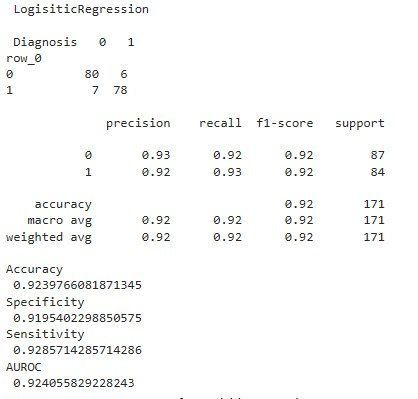 LogisiticRegression
Diagnosis 0 1
row_0
0 80 6
1 7 78
precision recall f1-score support
0 0.93 0.92 0.92 87
1 0.92 0.93 0.92 84
accuracy 0.92 171
macro avg 0.92 0.92 0.92 171
weighted avg 0.92 0.92 0.92 171
Accuracy
0.9239766081871345
Specificity
0.9195402298850575
Sensitivity
0.9285714285714286
AUROC
0.924055829228243